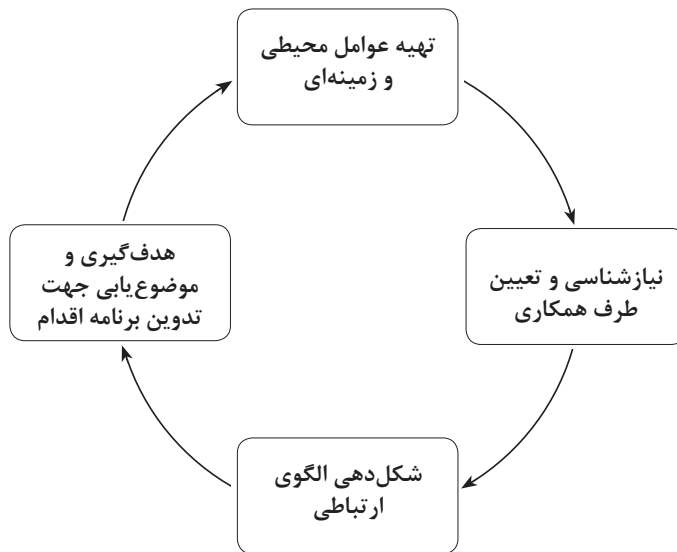 تهیه عوامل محیطی
و زمینه‌ای
نیازشناسی و تعیین
طرف همکاری
شکل‌دهی الگوی
ارتباطی
هدف‌گیری و
موضوع‌یابی جهت
تدوین برنامه اقدام